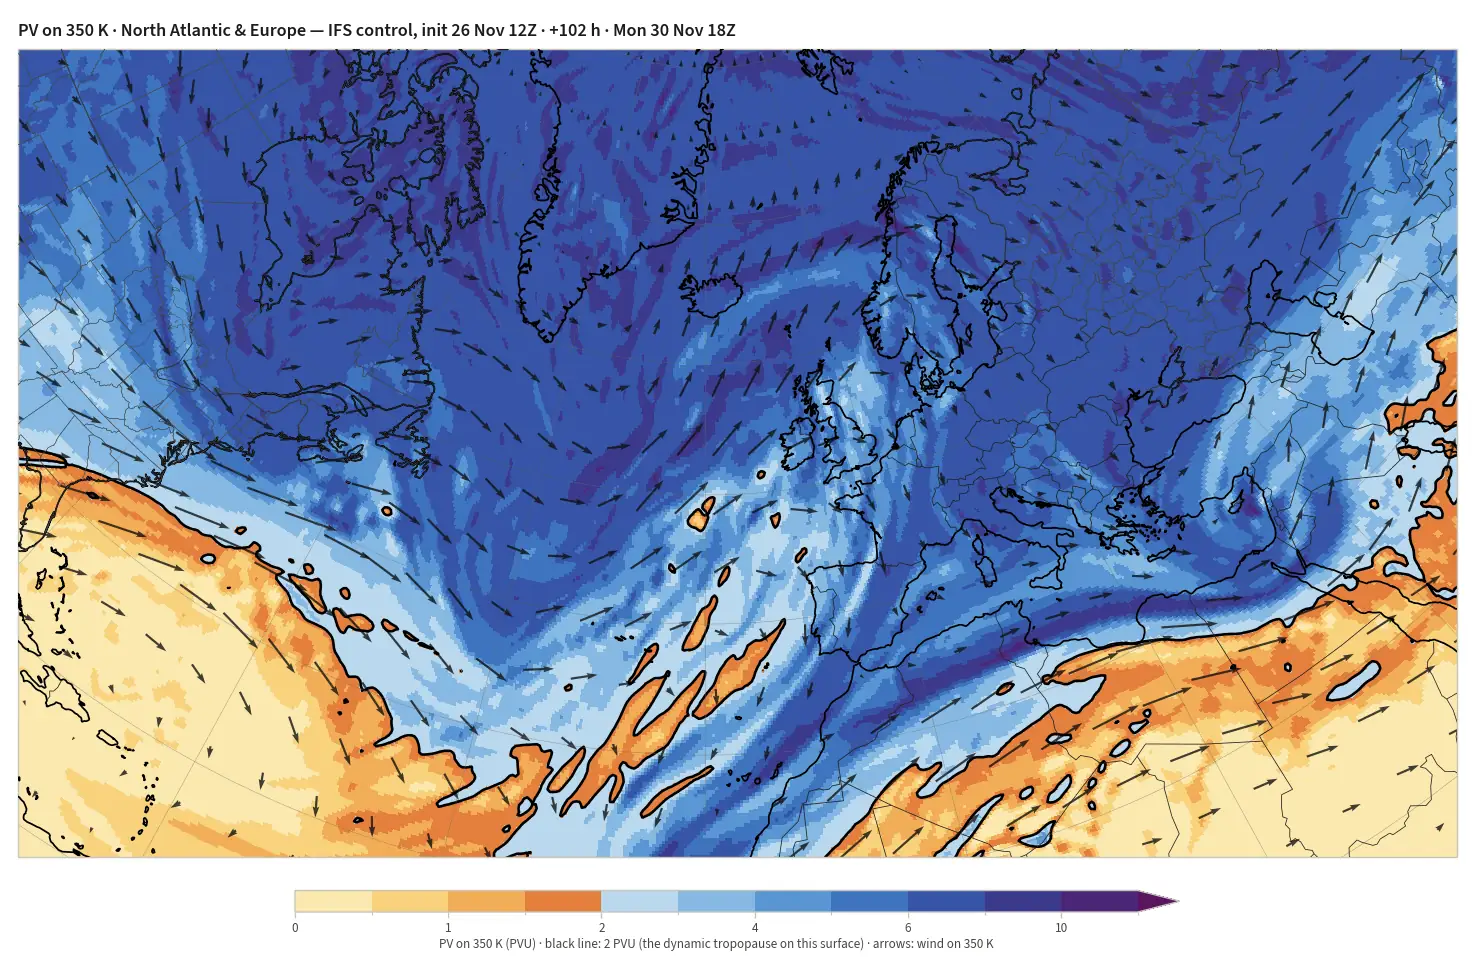 PV on 350 K · North Atlantic & Europe — IFS control, init 26 Nov 12Z · +102 h · Mon 30 Nov 18Z
0 1 2 4 6 10
PV on 350 K (PVU) · black line: 2 PVU (the dynamic tropopause on this surface) · arrows: wind on 350 K